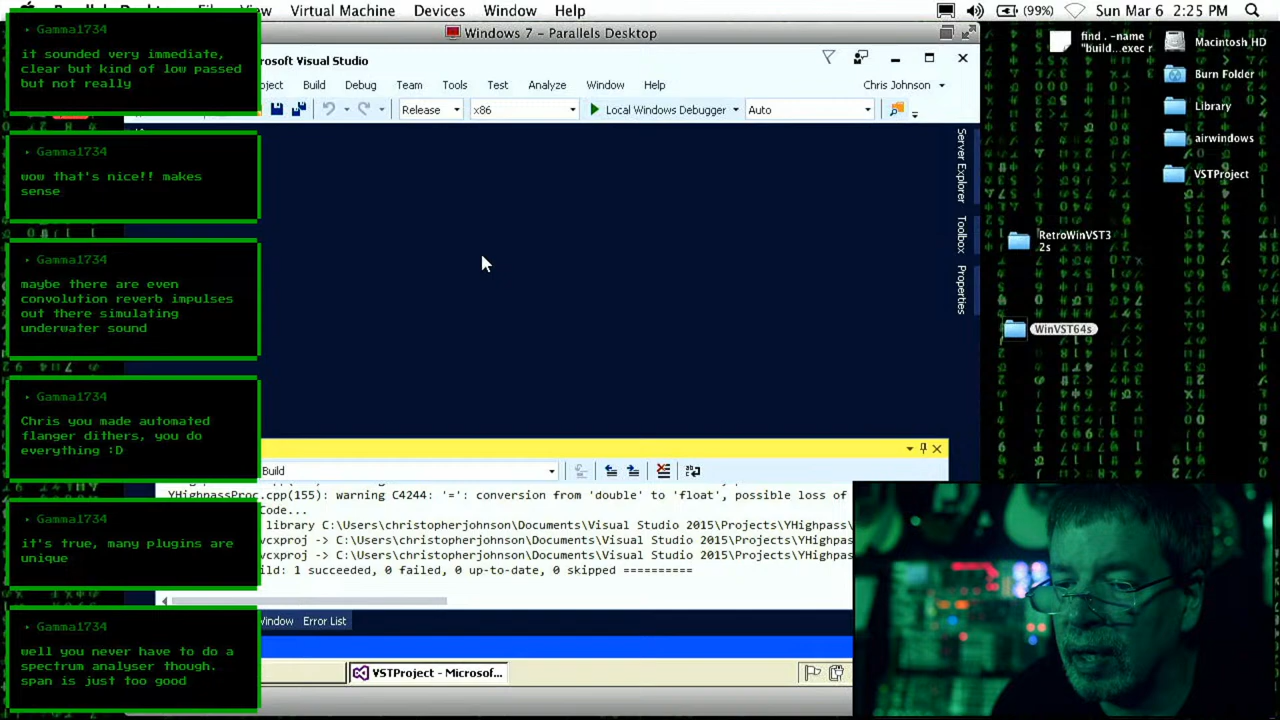 File
Virtual Machine
Devices
Window
Help
(99%)
Sun Mar 6
2:25 PM
Windows 7 - Parallels Desktop
Gamma1734
it sounded very immediate,
clear but kind of low passed
but not really
Gamma1734
wow that's nice!! makes
sense
Gamma1734
maybe there are even
convolution reverb impulses
out there simulating
underwater sound
Gamma1734
Chris you made automated
flanger dithers, you do
everything :D
Gamma1734
it's true, many plugins are
unique
Gamma1734
well you never have to do a
spectrum analyser though.
span is just too good
rosoft Visual Studio
ject
Build
Debug
Team
Tools
Test
Analyze
Window
Help
Chris Johnson
Release
x86
Local Windows Debugger
Auto
Server Explorer
Toolbox
Properties
Build
YHighpassProc.cpp(155): warning C4244: '=': conversion from 'double' to 'float', possible loss of
Code...
library C:\Users\christopherjohnson\Documents\Visual Studio 2015\Projects\YHighpass\
vcxproj -> C:\Users\christopherjohnson\Documents\Visual Studio 2015\Projects\YHighpass
vcxproj -> C:\Users\christopherjohnson\Documents\Visual Studio 2015\Projects\YHighpass
ild: 1 succeeded, 0 failed, 0 up-to-date, 0 skipped ==========
indow
Error List
VSTProject - Microsof...
find . -name
"build...exec r
Macintosh HD
Burn Folder
Library
airwindows
VSTProject
RetroWinVST3
2s
WinVST64s